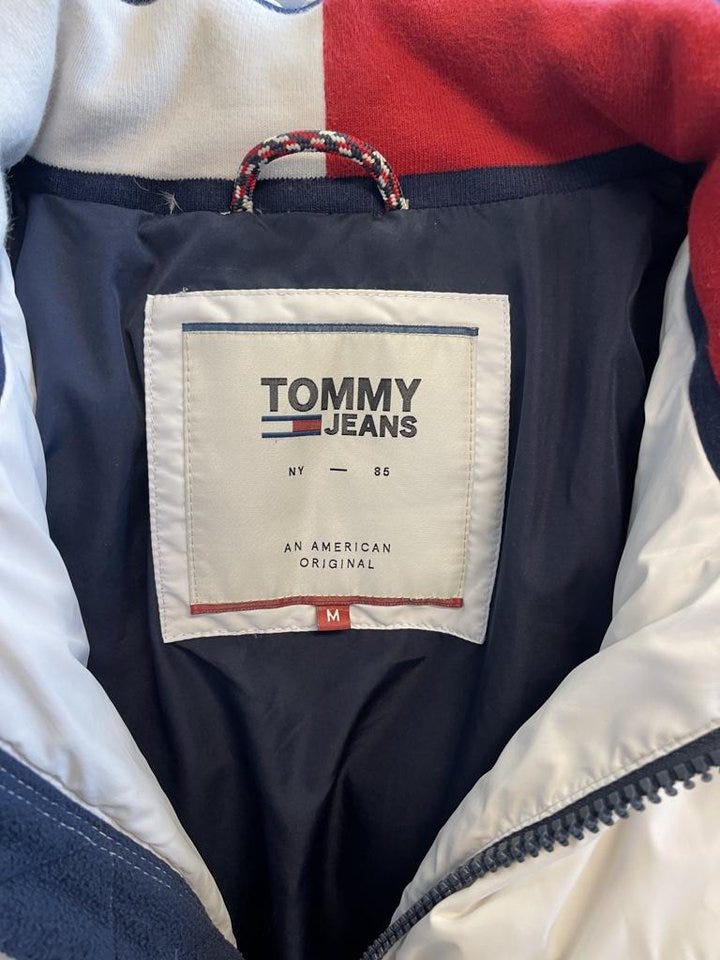 TOMMY
JEANS
NY — 85
AN AMERICAN
ORIGINAL
M